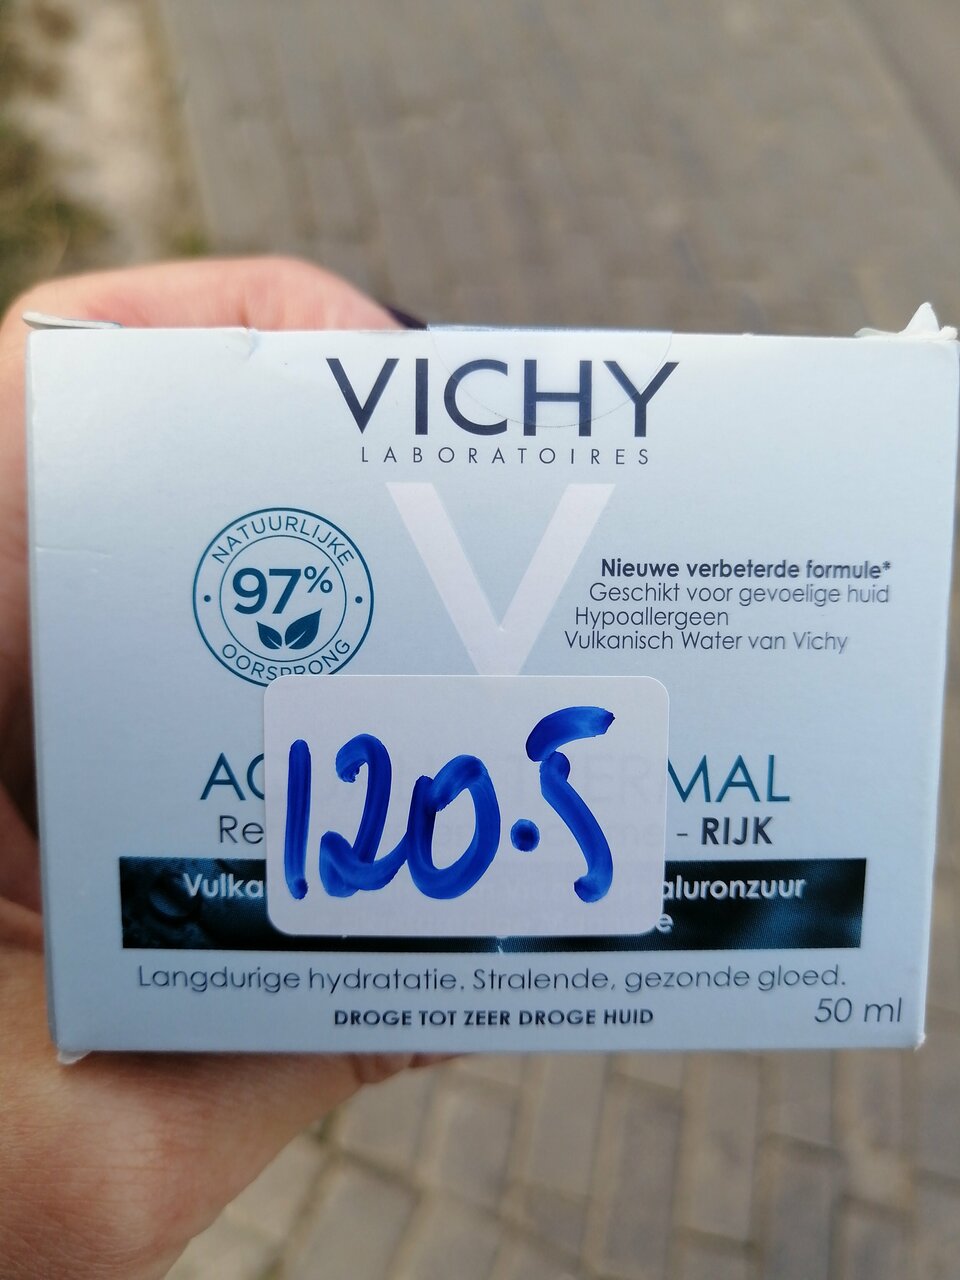 VICHY
LABORATOIRES
NATUURLIJKE
97%
OORSPRONG
Nieuwe verbeterde formule*
Geschikt voor gevoelige huid
Hypoallergeen
Vulkanisch Water van Vichy
120.5
MAL
- RIJK
Langdurige hydratatie. Stralende, gezonde gloed.
DROGE TOT ZEER DROGE HUID
50 ml